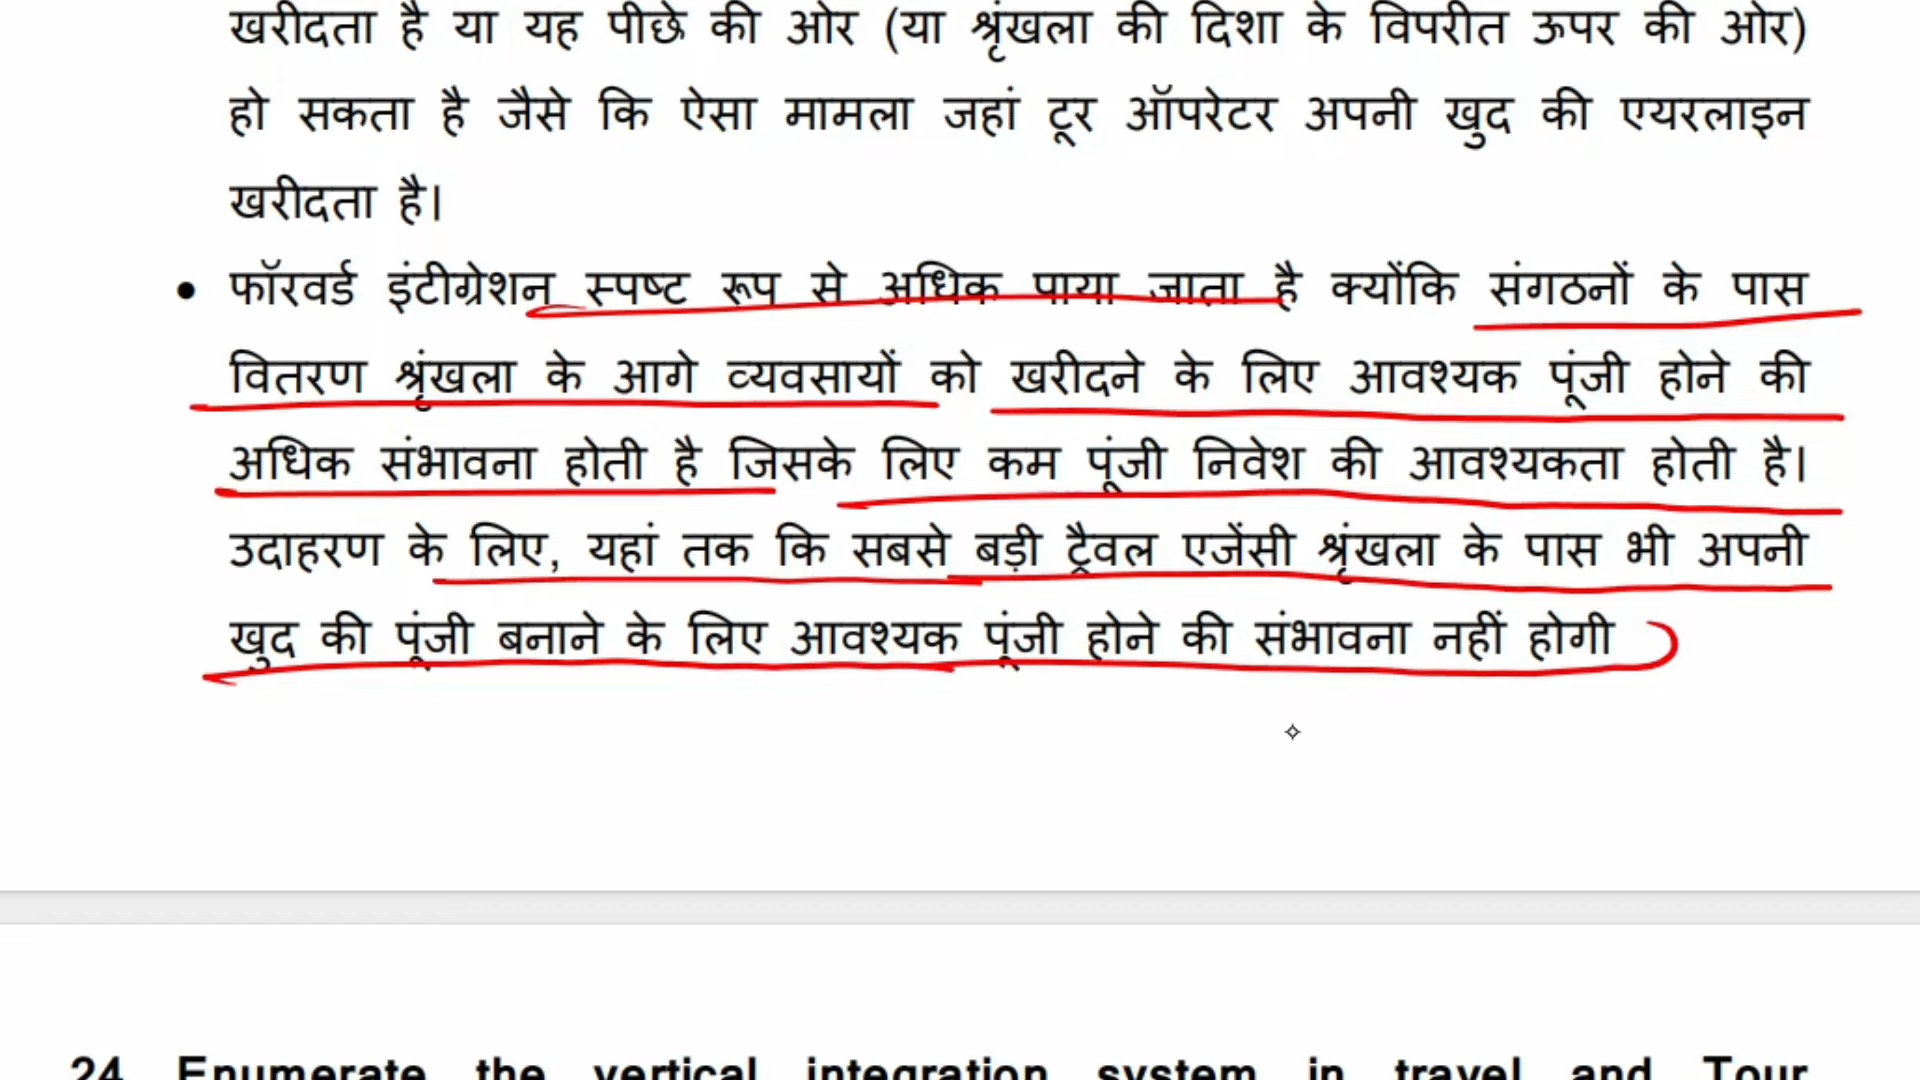 खरीदता है या यह पीछे की ओर (या श्रृंखला की दिशा के विपरीत ऊपर की ओर)
हो सकता है जैसे कि ऐसा मामला जहां टूर ऑपरेटर अपनी खुद की एयरलाइन
खरीदता है।
• फॉरवर्ड इंटीग्रेशन स्पष्ट रूप से अधिक पाया जाता है क्योंकि संगठनों के पास
वितरण श्रृंखला के आगे व्यवसायों को खरीदने के लिए आवश्यक पूंजी होने की
अधिक संभावना होती है जिसके लिए कम पूंजी निवेश की आवश्यकता होती है।
उदाहरण के लिए, यहां तक कि सबसे बड़ी ट्रैवल एजेंसी श्रृंखला के पास भी अपनी
खुद की पूंजी बनाने के लिए आवश्यक पूंजी होने की संभावना नहीं होगी
24. Enumerate the vertical integration system in travel and Tour